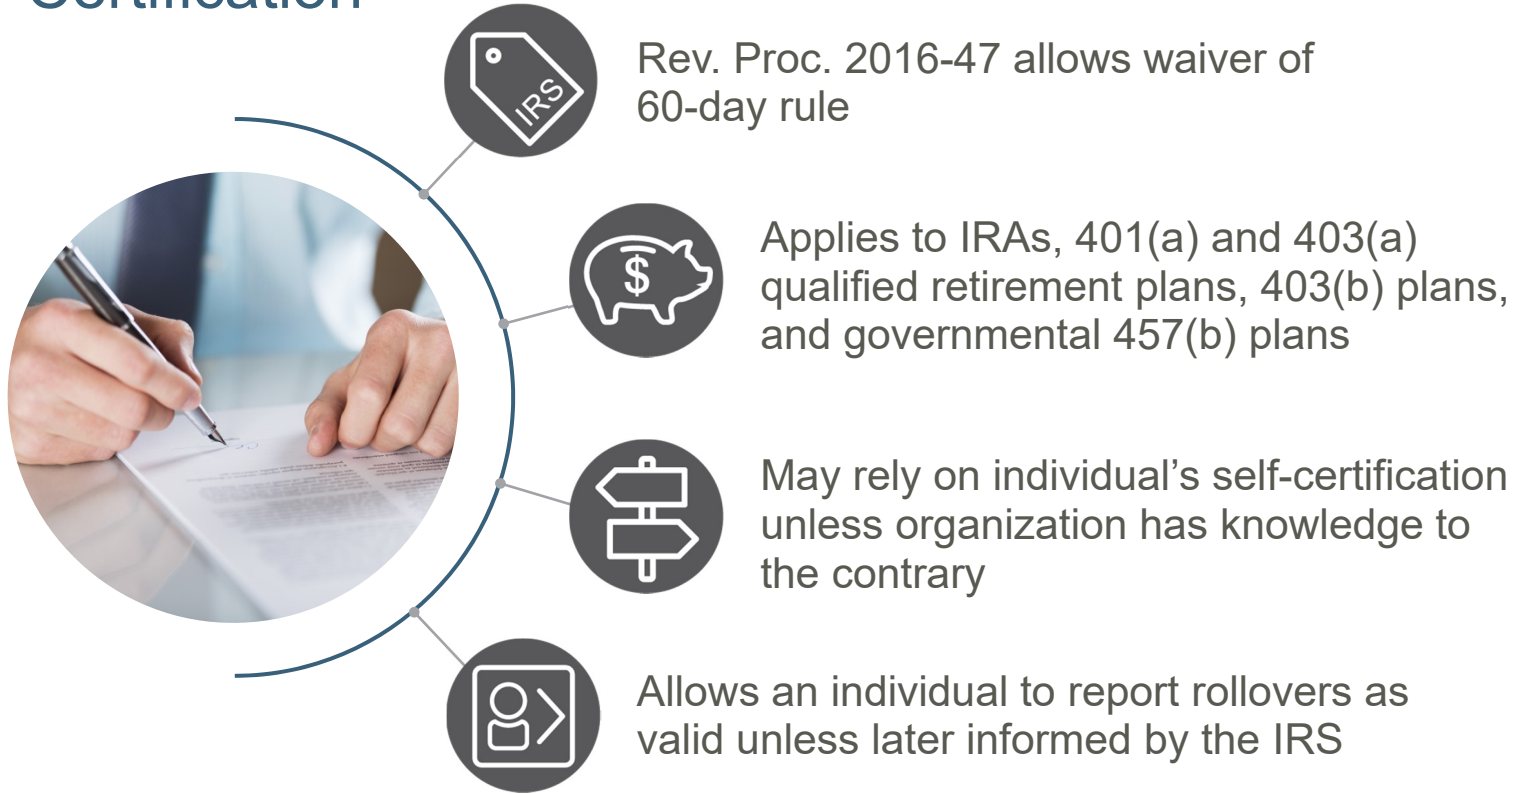 Certification
IRS
Rev. Proc. 2016-47 allows waiver of
60-day rule
$
Applies to IRAs, 401(a) and 403(a)
qualified retirement plans, 403(b) plans,
and governmental 457(b) plans
May rely on individual’s self-certification
unless organization has knowledge to
the contrary
Allows an individual to report rollovers as
valid unless later informed by the IRS